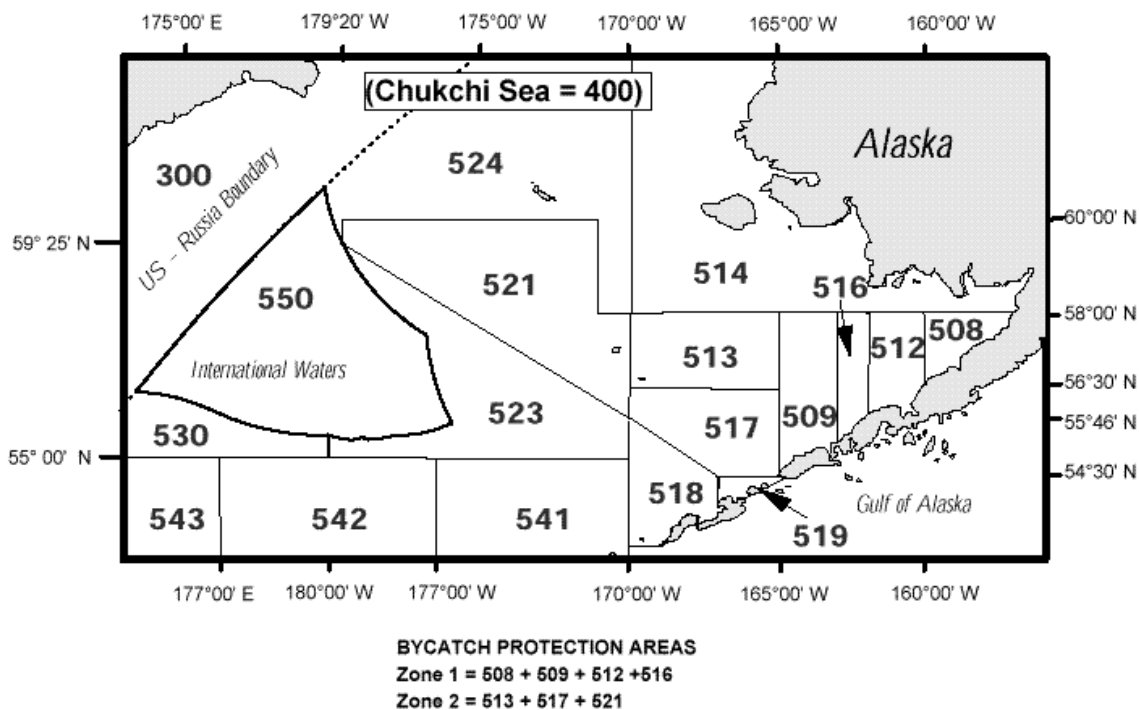 175°00' E 179°20' W 175°00' W 170°00' W 165°00' W 160°00' W
(Chukchi Sea = 400)
Alaska
300
524
US - Russia Boundary
60°00' N
59° 25' N
514
521
516
550
58°00' N
508
513
512
International Waters
56°30' N
523
509
517
55°46' N
530
55° 00' N
54°30' N
518
Gulf of Alaska
543
542
541
519
177°00' E 180°00' W 177°00' W 170°00' W 165°00' W 160°00' W
BYCATCH PROTECTION AREAS
Zone 1 = 508 + 509 + 512 +516
Zone 2 = 513 + 517 + 521